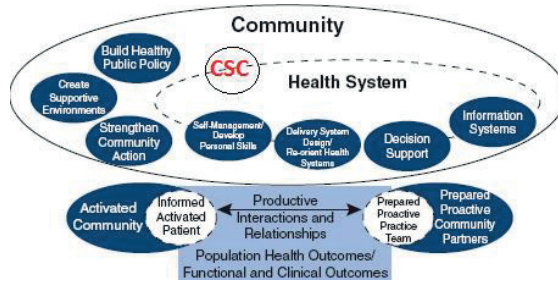 Community
Build Healthy
Public Policy
CSC
Health System
Create
Supportive
Environments
Strengthen
Community
Action
Self-Management/
Develop
Personal Skills
Delivery System
Design/
Re-orient Health
Systems
Decision
Support
Information
Systems
Activated
Community
Informed
Activated
Patient
Productive
Interactions and
Relationships
Prepared
Proactive
Practice
Team
Prepared
Proactive
Community
Partners
Population Health Outcomes/
Functional and Clinical Outcomes